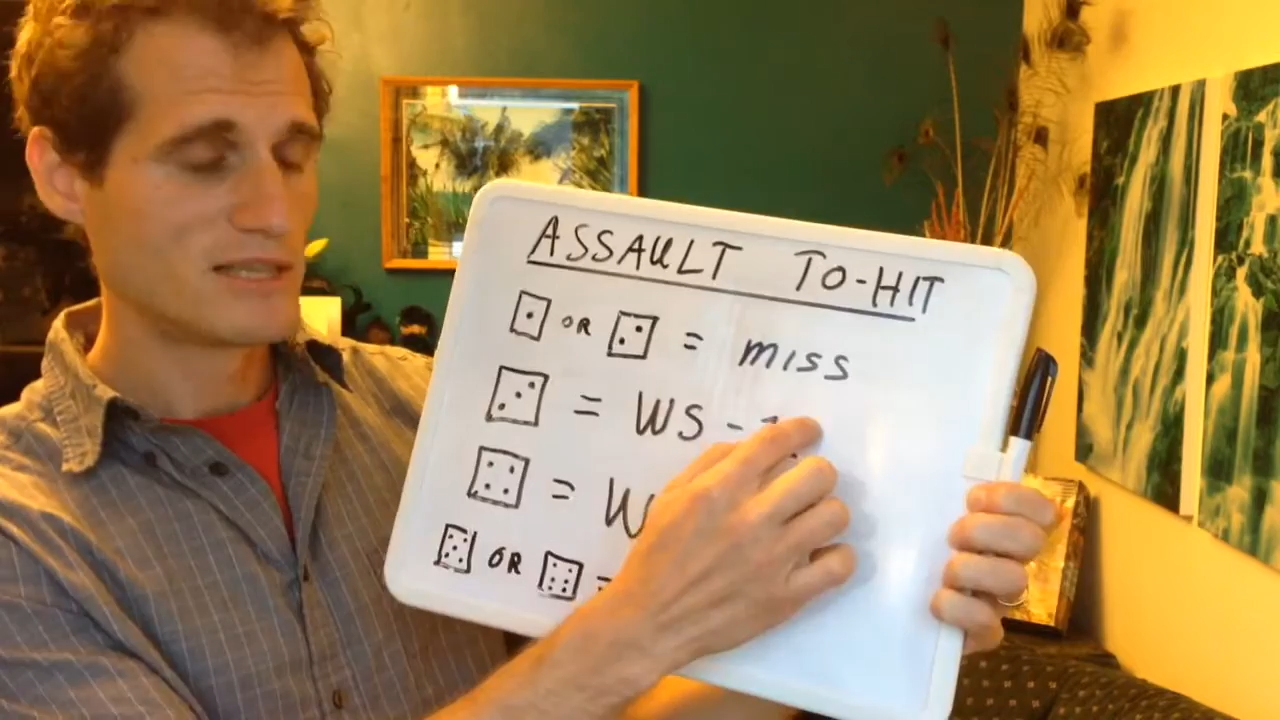 ASSAULT TO-HIT
OR = MISS
= WS -
=
OR =